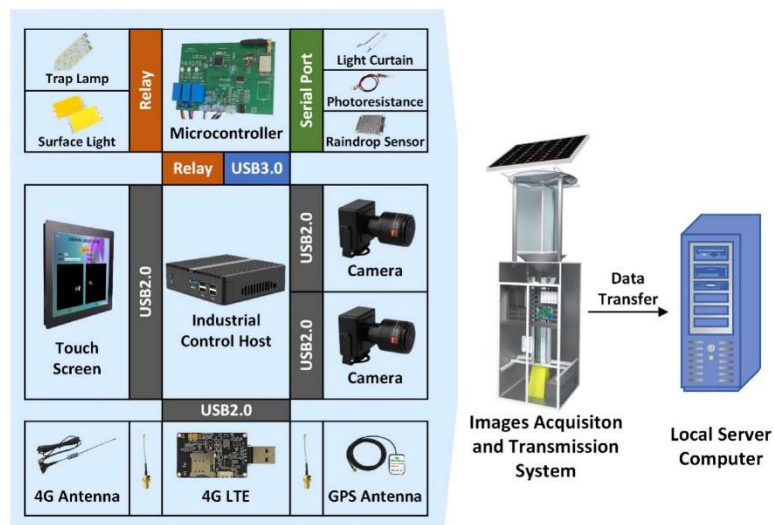 Trap Lamp
Surface Light
Relay
Microcontroller
Serial Port
Light Curtain
Photoresistance
Raindrop Sensor
Relay
USB3.0
Touch
Screen
USB2.0
Industrial
Control Host
USB2.0
Camera
USB2.0
Camera
USB2.0
4G Antenna
4G LTE
GPS Antenna
Images Acquisiton
and Transmission
System
Data
Transfer
Local Server
Computer